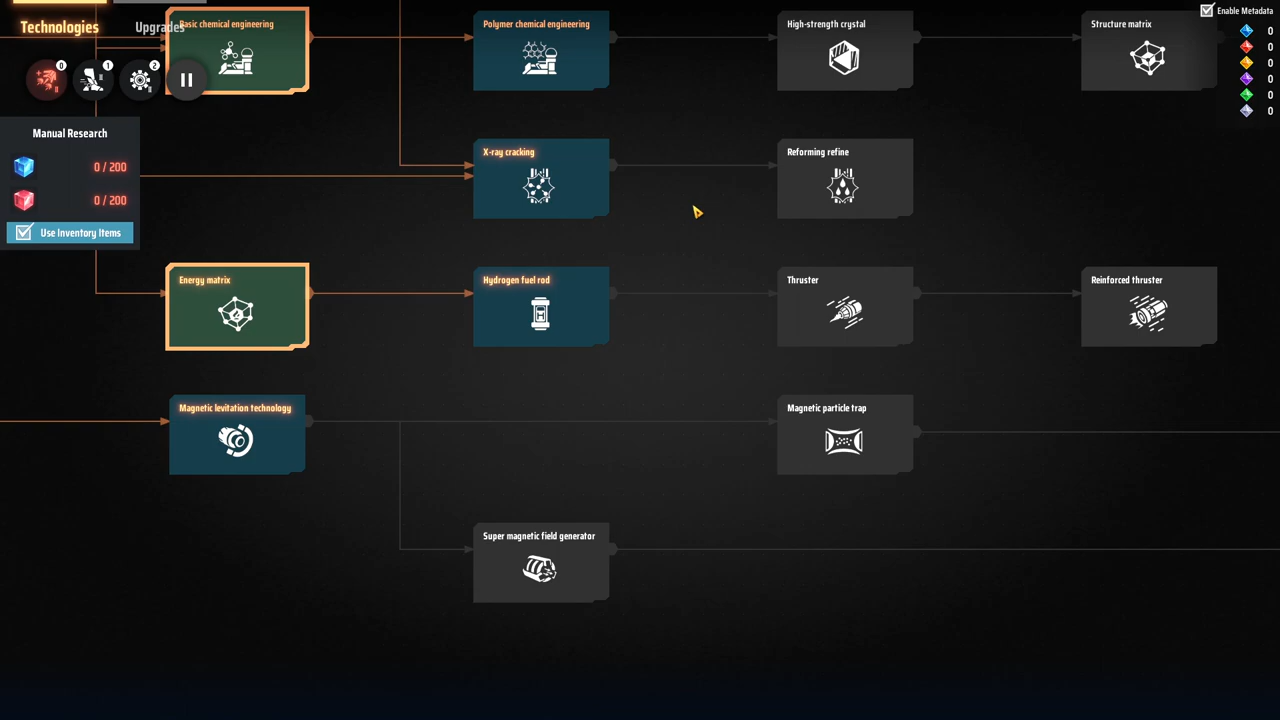 Technologies
Upgrades
Enable Metadata
0
0
0
0
0
0
0
1
2
Manual Research
0 / 200
0 / 200
Use Inventory Items
Basic chemical engineering
Polymer chemical engineering
High-strength crystal
Structure matrix
X-ray cracking
Reforming refine
Energy matrix
Hydrogen fuel rod
Thruster
Reinforced thruster
Magnetic levitation technology
Magnetic particle trap
Super magnetic field generator